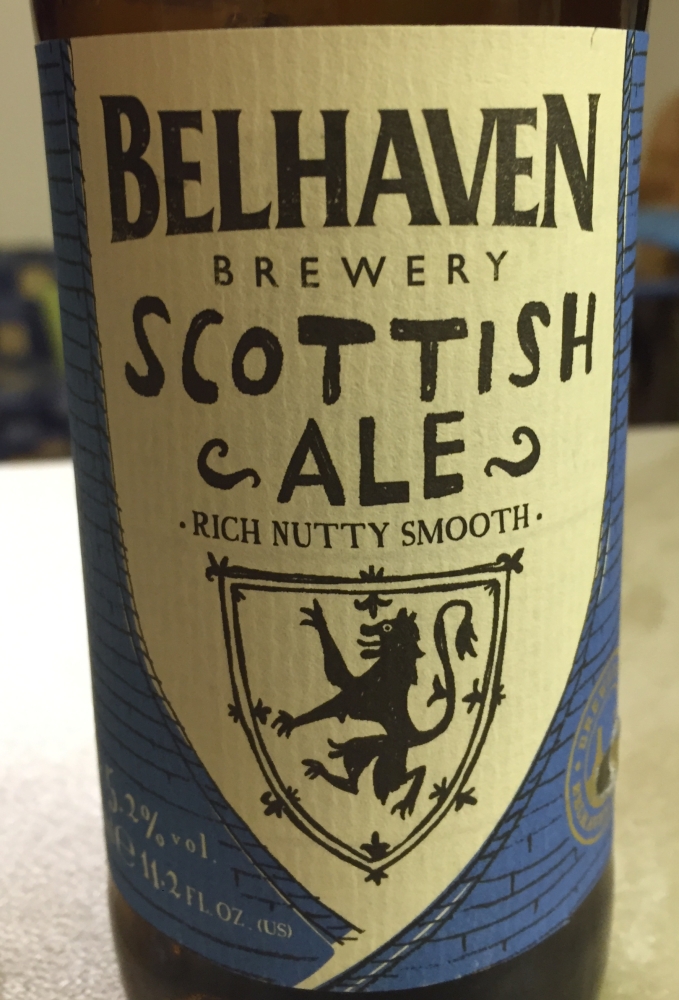 BELHAVEN
BREWERY
SCOTTISH
ALE
· RICH NUTTY SMOOTH ·
5.2% vol.
e 11.2 FL. OZ. (US)